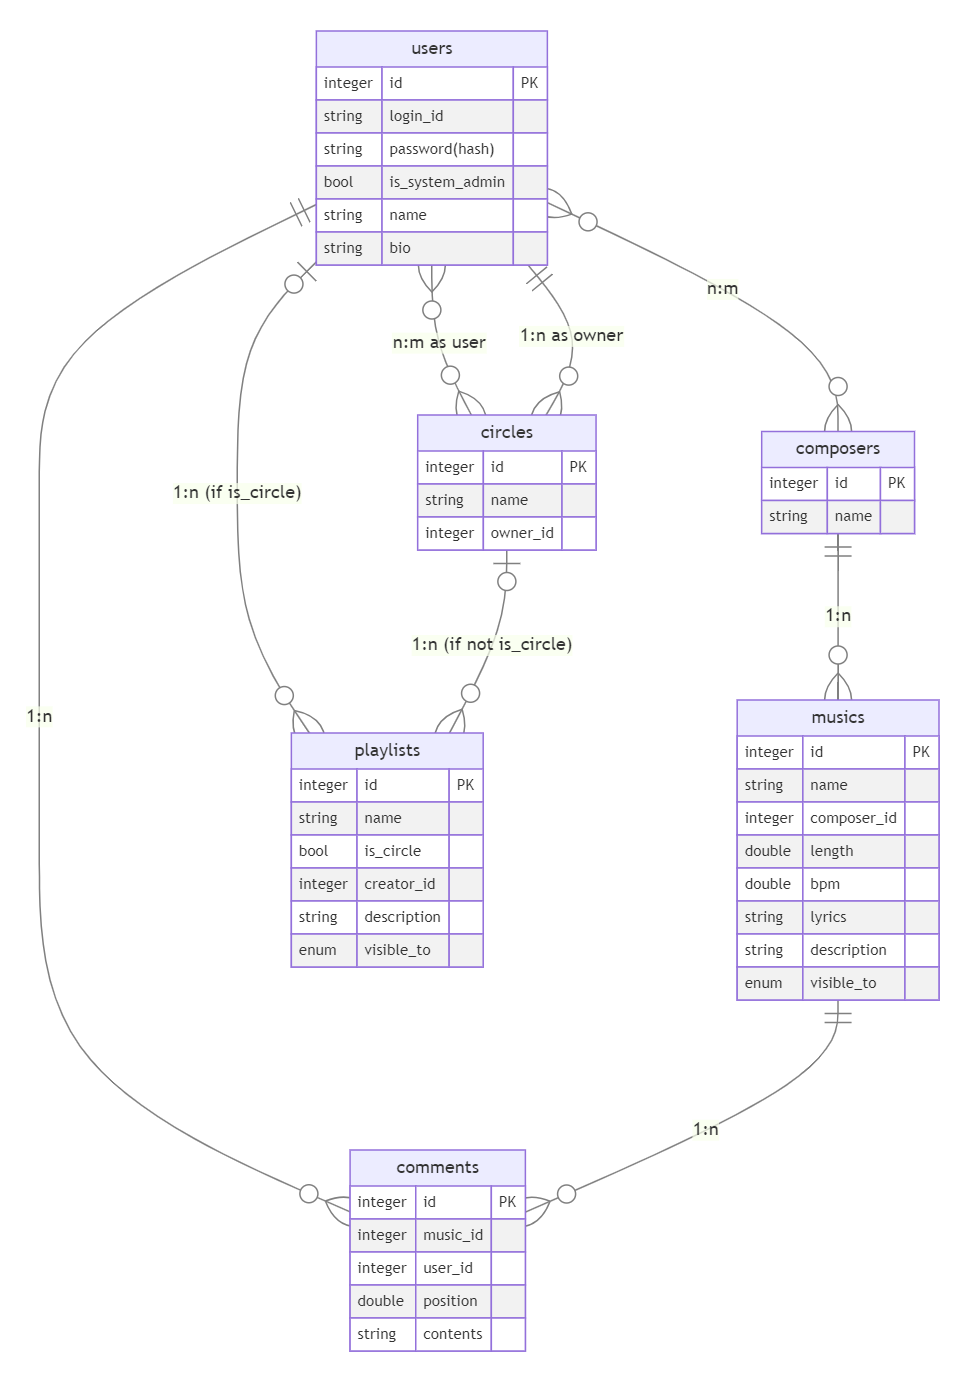 users
integer id PK
string login_id
string password(hash)
bool is_system_admin
string name
string bio
n:m
n:m as user
1:n as owner
circles
integer id PK
string name
integer owner_id
composers
integer id PK
string name
1:n (if is_circle)
1:n
1:n (if not is_circle)
1:n
playlists
integer id PK
string name
bool is_circle
integer creator_id
string description
enum visible_to
musics
integer id PK
string name
integer composer_id
double length
double bpm
string lyrics
string description
enum visible_to
1:n
comments
integer id PK
integer music_id
integer user_id
double position
string contents